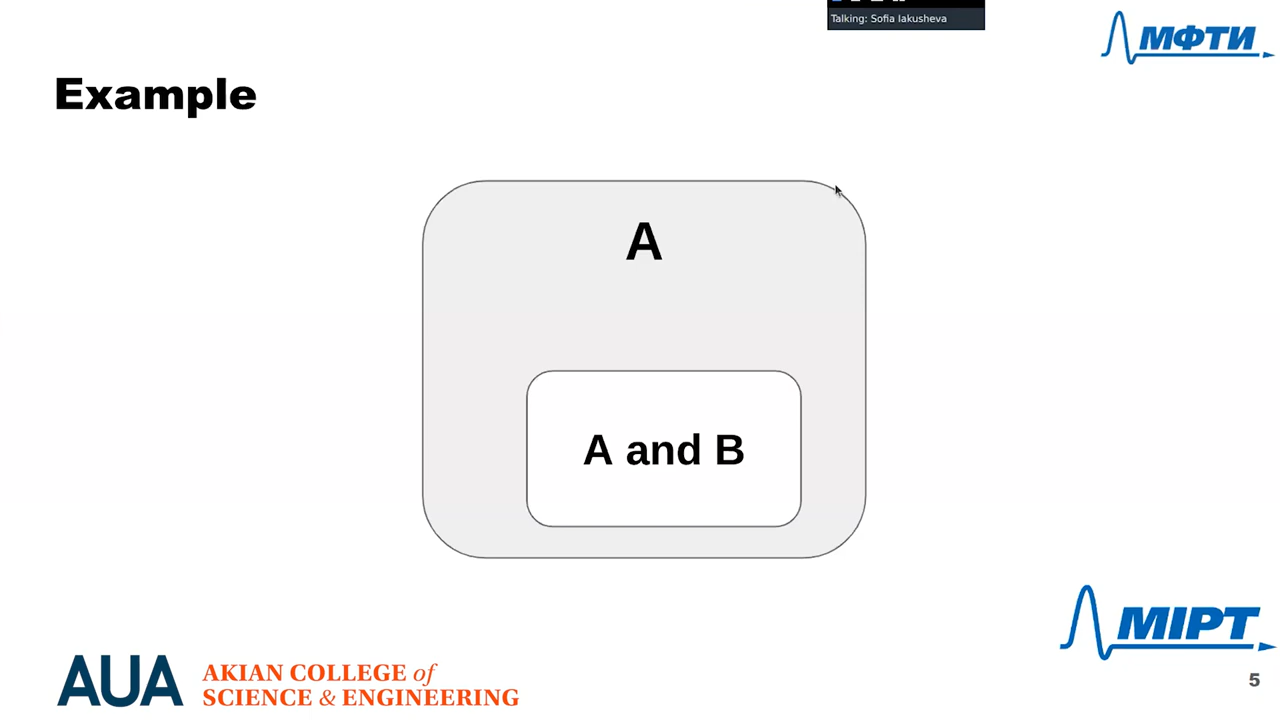 Talking: Sofia Iakusheva
МФТИ
Example
A
A and B
MIPT
AUA
AKIAN COLLEGE of
SCIENCE & ENGINEERING
5